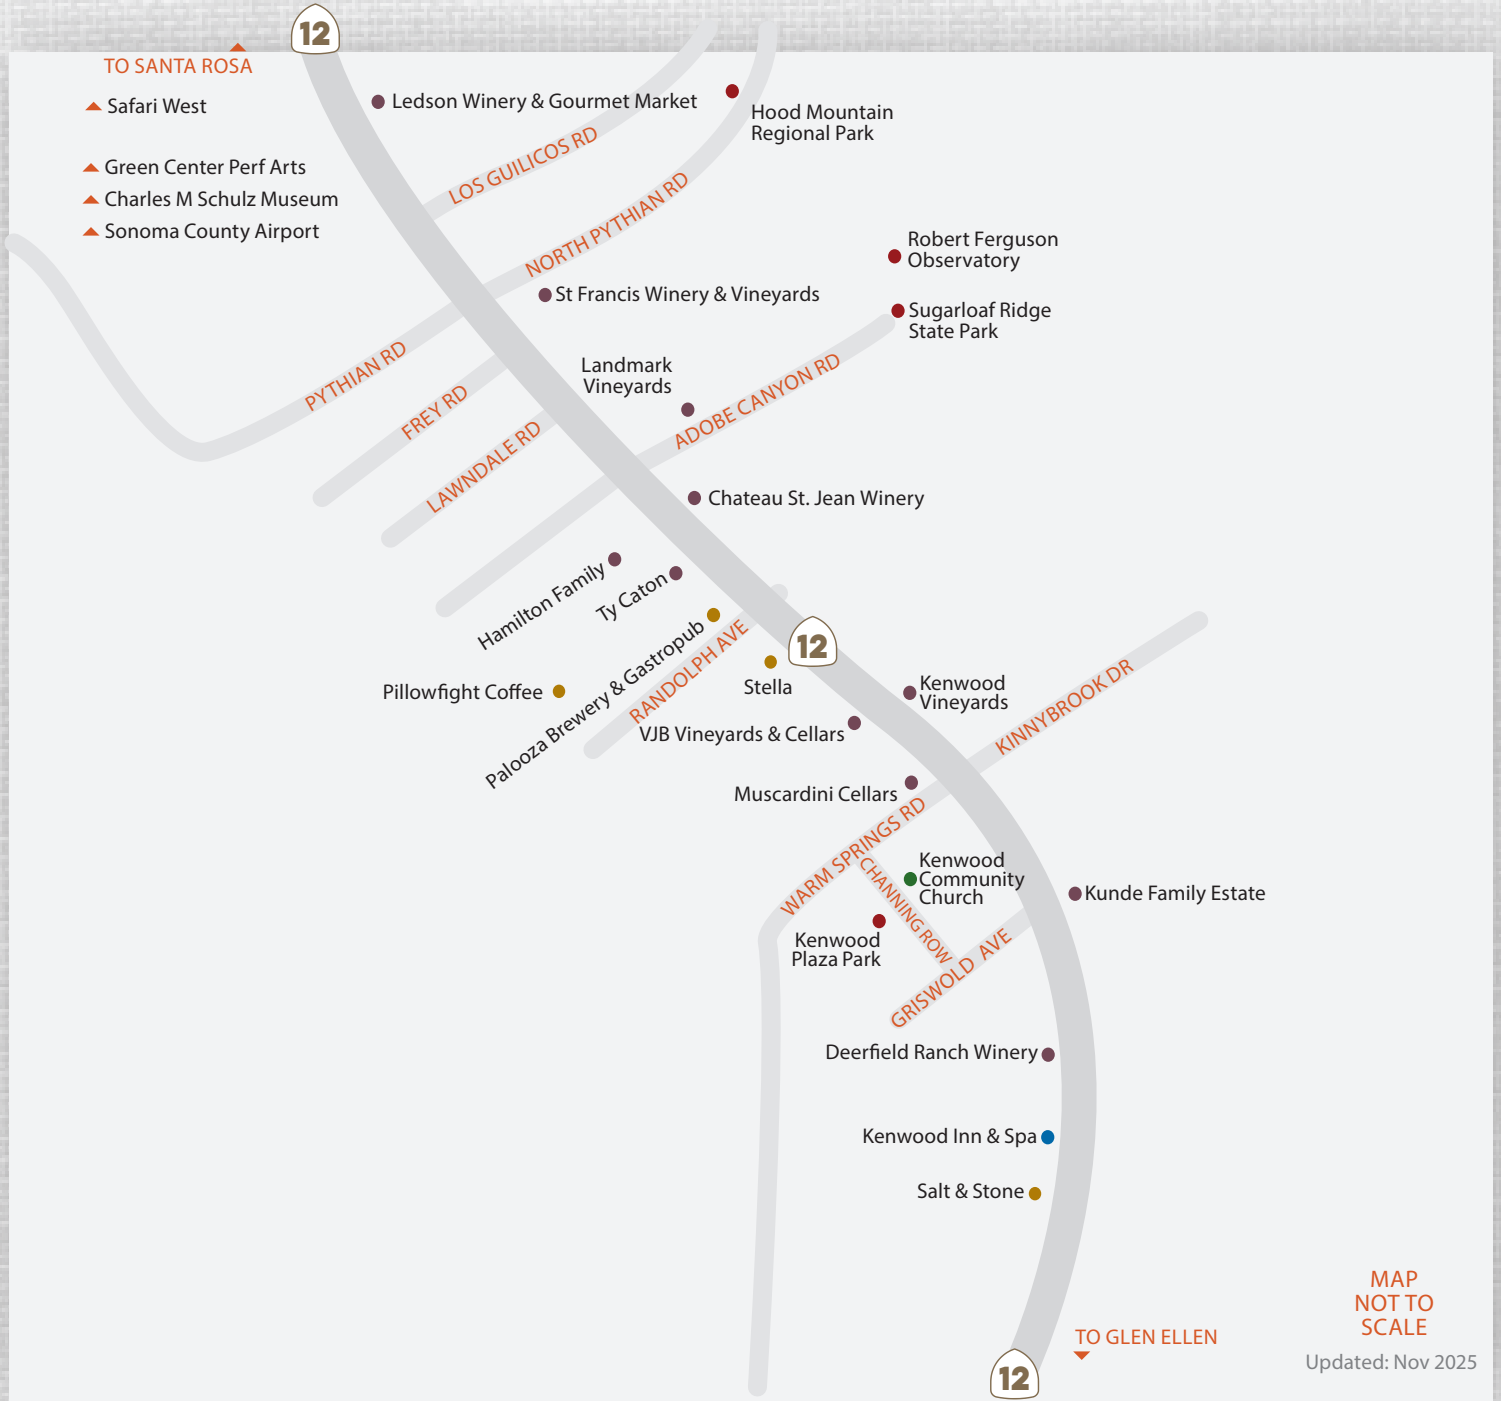 12
TO SANTA ROSA
Safari West
Green Center Perf Arts
Charles M Schulz Museum
Sonoma County Airport
Ledson Winery & Gourmet Market
Hood Mountain
Regional Park
LOS GUILICOS RD
NORTH PYTHIAN RD
Robert Ferguson
Observatory
St Francis Winery & Vineyards
Sugarloaf Ridge
State Park
PYTHIAN RD
Landmark
Vineyards
FREY RD
ADOBE CANYON RD
LAWNDALE RD
Chateau St. Jean Winery
Hamilton Family
Ty Caton
Palooza Brewery & Gastropub
RANDOLPH AVE
12
Pillowfight Coffee
Stella
Kenwood
Vineyards
KINNYBROOK DR
VJB Vineyards & Cellars
Muscardini Cellars
WARM SPRINGS RD
CHANNING ROW
Kenwood
Community
Church
Kunde Family Estate
Kenwood
Plaza Park
GRISWOLD AVE
Deerfield Ranch Winery
Kenwood Inn & Spa
Salt & Stone
MAP
NOT TO
SCALE
TO GLEN ELLEN
Updated: Nov 2025
12